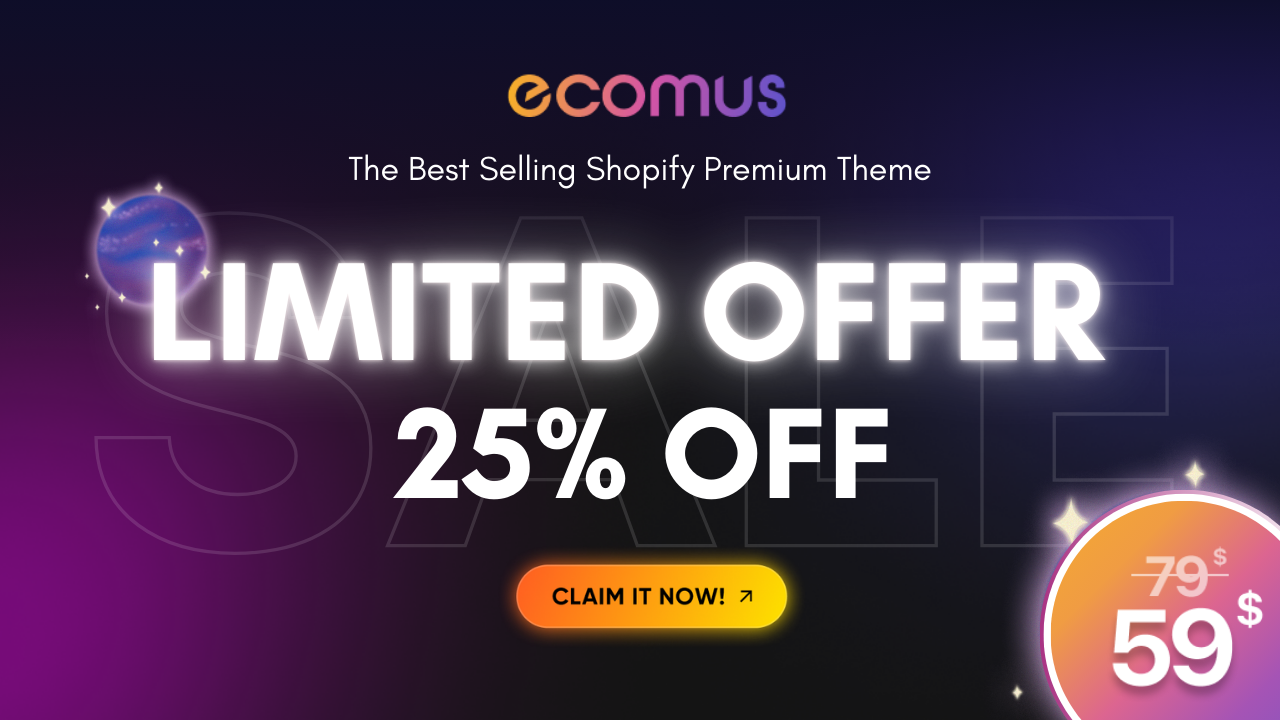 ecomus
The Best Selling Shopify Premium Theme
SALE
LIMITED OFFER
25% OFF
CLAIM IT NOW!
79$
59$